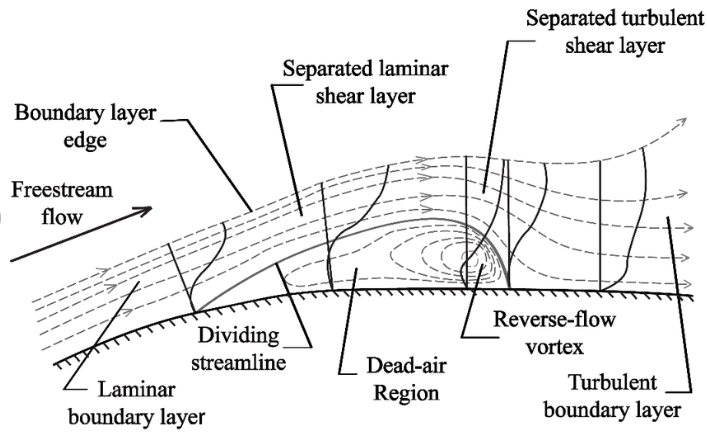 Separated turbulent
shear layer
Separated laminar
shear layer
Boundary layer
edge
Freestream
flow
Dividing
streamline
Reverse-flow
vortex
Dead-air
Region
Laminar
boundary layer
Turbulent
boundary layer